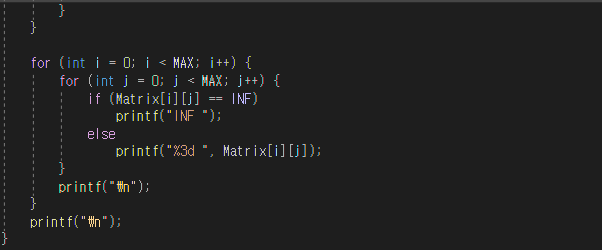 }
}
for (int i = 0; i < MAX; i++) {
for (int j = 0; j < MAX; j++) {
if (Matrix[i][j] == INF)
printf("INF ");
else
printf("%3d ", Matrix[i][j]);
}
printf("₩n");
}
printf("₩n");
}